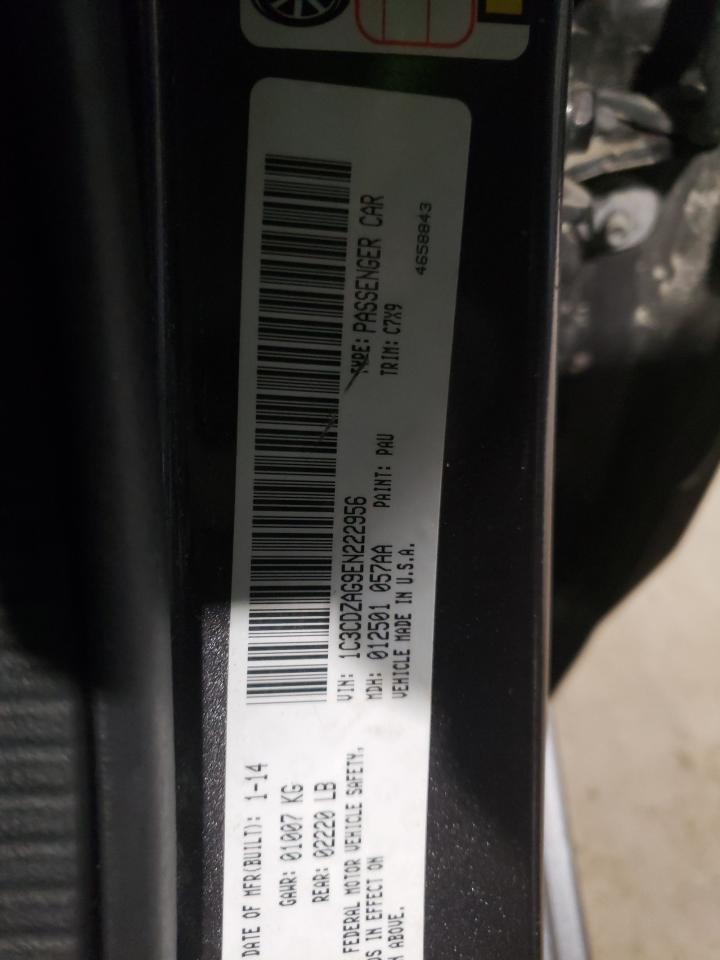 DATE OF MFR(BUILT): 1-14
GAWR: 01007 KG
REAR: 02220 LB
FEDERAL MOTOR VEHICLE SAFETY,
IN EFFECT ON
ABOVE.
VIN: 1C3CDZAG9EN222956
TYPE: PASSENGER CAR
MDH: 012501 057AA
PAINT: PAU
TRIM: C7X9
VEHICLE MADE IN U.S.A.
4658843